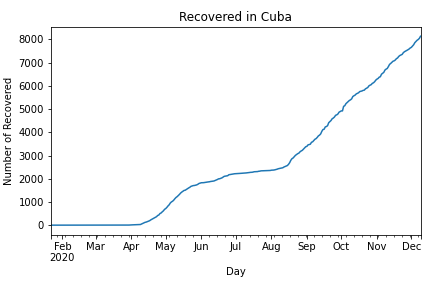 Recovered in Cuba
Number of Recovered
8000
7000
6000
5000
4000
3000
2000
1000
0
Feb Mar Apr May Jun Jul Aug Sep Oct Nov Dec
2020
Day